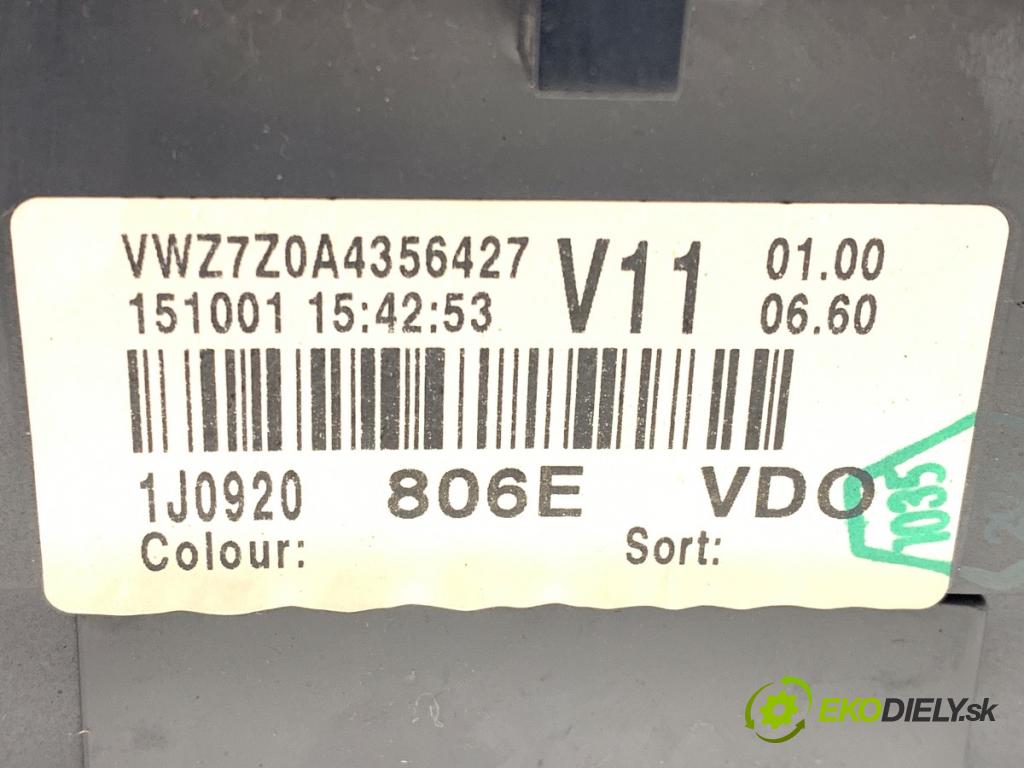 VWZ7Z0A4356427 V11 01.00
151001 15:42:53 06.60
1J0920 806E VDO
1035
Colour: Sort:
EKODIELY.sk